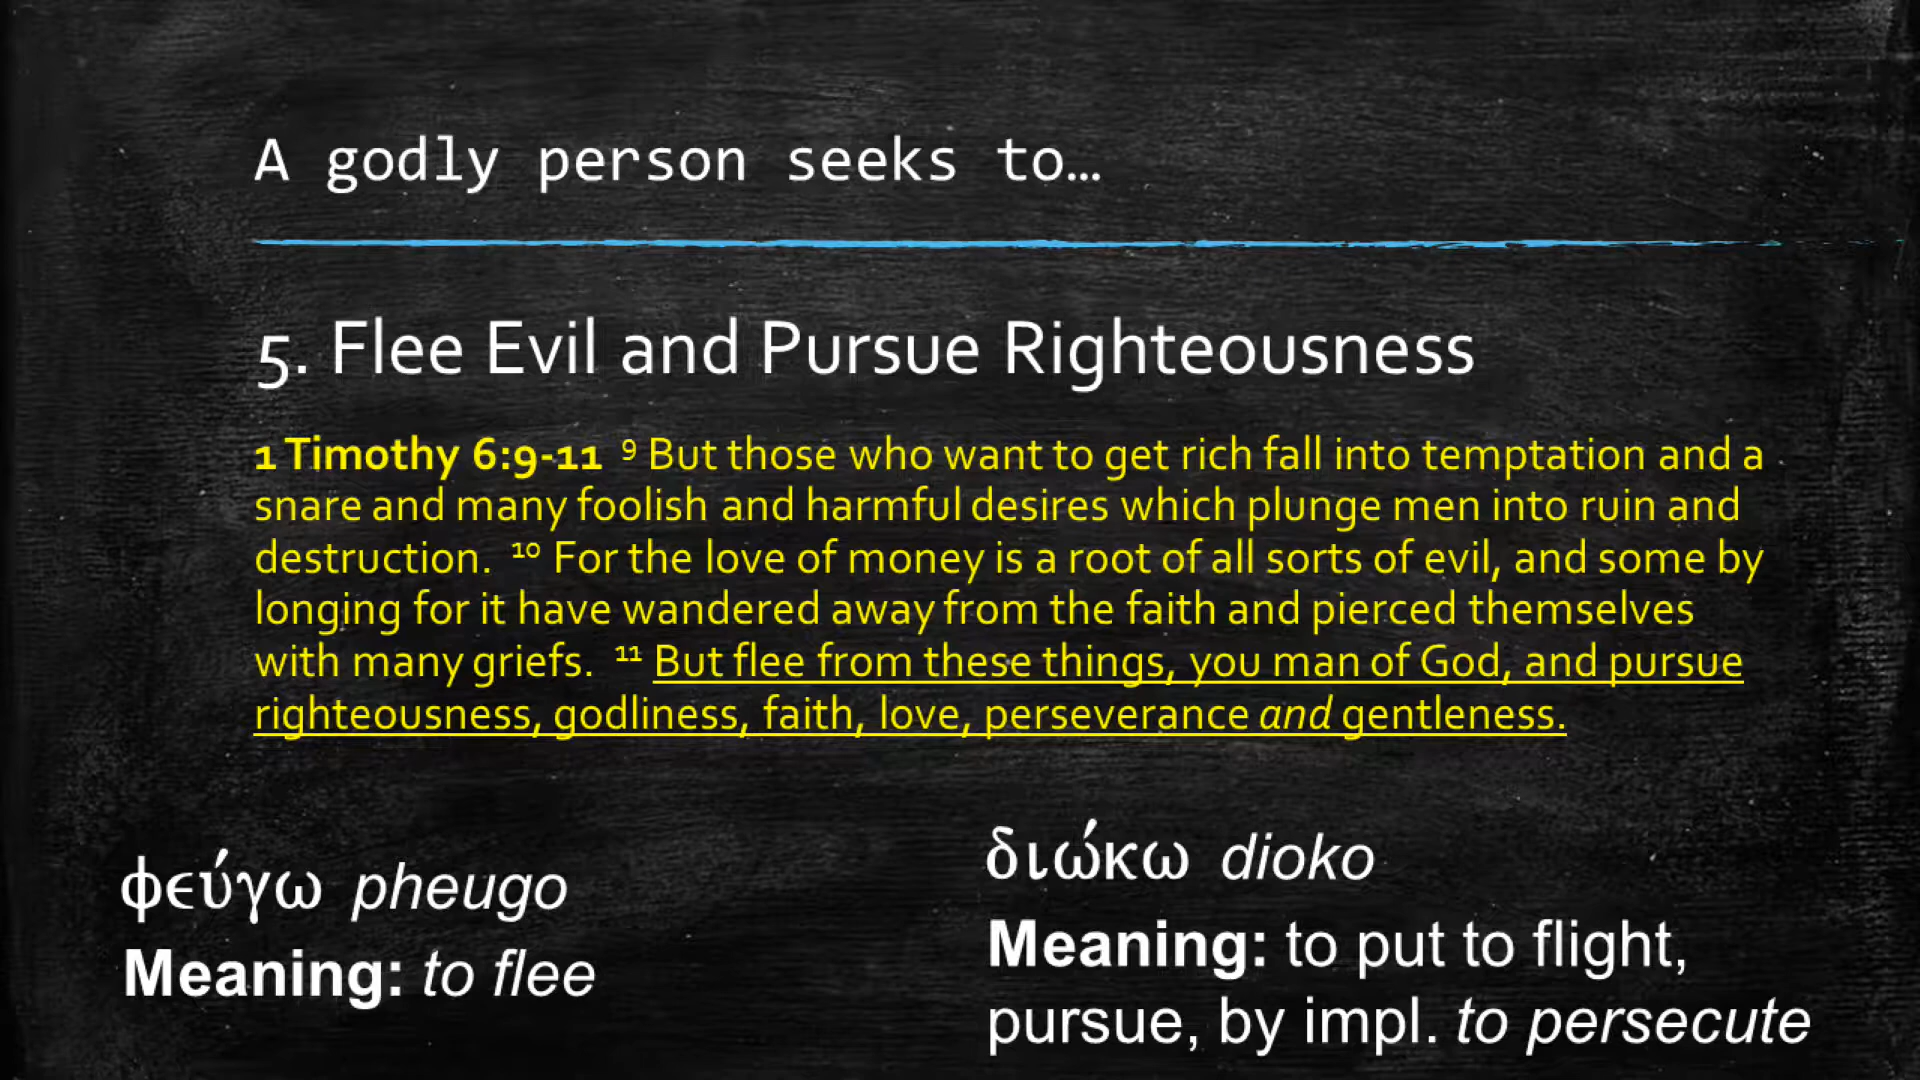 A godly person seeks to…
5. Flee Evil and Pursue Righteousness
1 Timothy 6:9-11 9 But those who want to get rich fall into temptation and a
snare and many foolish and harmful desires which plunge men into ruin and
destruction. 10 For the love of money is a root of all sorts of evil, and some by
longing for it have wandered away from the faith and pierced themselves
with many griefs. 11 But flee from these things, you man of God, and pursue
righteousness, godliness, faith, love, perseverance and gentleness.
φεύγω pheugo
Meaning: to flee
διώκω dioko
Meaning: to put to flight,
pursue, by impl. to persecute